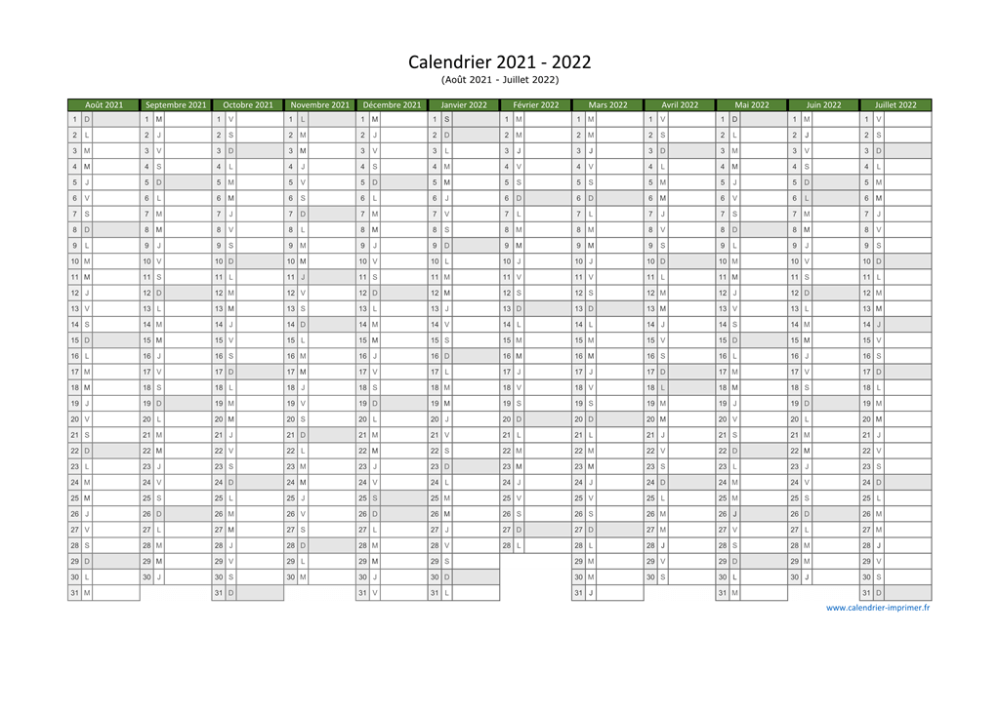 Calendrier 2021 - 2022
(Août 2021 - Juillet 2022)
Août 2021 Septembre 2021 Octobre 2021 Novembre 2021 Décembre 2021 Janvier 2022 Février 2022 Mars 2022 Avril 2022 Mai 2022 Juin 2022 Juillet 2022
1 D 1 M 1 V 1 L 1 M 1 S 1 M 1 M 1 V 1 D 1 M 1 V
2 L 2 J 2 S 2 M 2 J 2 D 2 M 2 M 2 S 2 L 2 J 2 S
3 M 3 V 3 D 3 M 3 V 3 L 3 J 3 J 3 D 3 M 3 V 3 D
4 M 4 S 4 L 4 J 4 S 4 M 4 V 4 V 4 L 4 M 4 S 4 L
5 J 5 D 5 M 5 V 5 D 5 M 5 S 5 S 5 M 5 J 5 D 5 M
6 V 6 L 6 M 6 S 6 L 6 J 6 D 6 D 6 M 6 V 6 L 6 M
7 S 7 M 7 J 7 D 7 M 7 V 7 L 7 L 7 J 7 S 7 M 7 J
8 D 8 M 8 V 8 L 8 M 8 S 8 M 8 M 8 V 8 D 8 M 8 V
9 L 9 J 9 S 9 M 9 J 9 D 9 M 9 M 9 S 9 L 9 J 9 S
10 M 10 V 10 D 10 M 10 V 10 L 10 J 10 J 10 D 10 M 10 V 10 D
11 M 11 S 11 L 11 J 11 S 11 M 11 V 11 V 11 L 11 M 11 S 11 L
12 J 12 D 12 M 12 V 12 D 12 M 12 S 12 S 12 M 12 J 12 D 12 M
13 V 13 L 13 M 13 S 13 L 13 J 13 D 13 D 13 M 13 V 13 L 13 M
14 S 14 M 14 J 14 D 14 M 14 V 14 L 14 L 14 J 14 S 14 M 14 J
15 D 15 M 15 V 15 L 15 M 15 S 15 M 15 M 15 V 15 D 15 M 15 V
16 L 16 J 16 S 16 M 16 J 16 D 16 M 16 M 16 S 16 L 16 J 16 S
17 M 17 V 17 D 17 M 17 V 17 L 17 J 17 J 17 D 17 M 17 V 17 D
18 M 18 S 18 L 18 J 18 S 18 M 18 V 18 V 18 L 18 M 18 S 18 L
19 J 19 D 19 M 19 V 19 D 19 M 19 S 19 S 19 M 19 J 19 D 19 M
20 V 20 L 20 M 20 S 20 L 20 J 20 D 20 D 20 M 20 V 20 L 20 M
21 S 21 M 21 J 21 D 21 M 21 V 21 L 21 L 21 J 21 S 21 M 21 J
22 D 22 M 22 V 22 L 22 M 22 S 22 M 22 M 22 V 22 D 22 M 22 V
23 L 23 J 23 S 23 M 23 J 23 D 23 M 23 M 23 S 23 L 23 J 23 S
24 M 24 V 24 D 24 M 24 V 24 L 24 J 24 J 24 D 24 M 24 V 24 D
25 M 25 S 25 L 25 J 25 S 25 M 25 V 25 V 25 L 25 M 25 S 25 L
26 J 26 D 26 M 26 V 26 D 26 M 26 S 26 S 26 M 26 J 26 D 26 M
27 V 27 L 27 M 27 S 27 L 27 J 27 D 27 D 27 M 27 V 27 L 27 M
28 S 28 M 28 J 28 D 28 M 28 V 28 L 28 L 28 J 28 S 28 M 28 J
29 D 29 M 29 V 29 L 29 M 29 S 29 M 29 V 29 D 29 M 29 V
30 L 30 J 30 S 30 M 30 J 30 D 30 M 30 S 30 L 30 J 30 S
31 M 31 D 31 V 31 L 31 J 31 M 31 D
www.calendrier-imprimer.fr